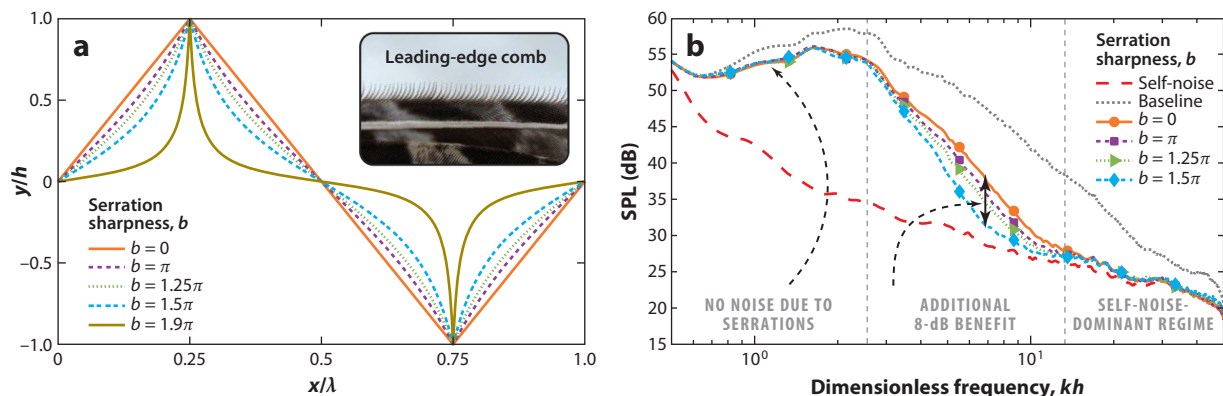 a
Leading-edge comb
y/h
1.0
0.5
0
–0.5
–1.0
Serration
sharpness, b
b = 0
b = π
b = 1.25π
b = 1.5π
b = 1.9π
0
0.25
0.5
0.75
1.0
x/λ
b
SPL (dB)
60
55
50
45
40
35
30
25
20
15
Serration
sharpness, b
Self-noise
Baseline
b = 0
b = π
b = 1.25π
b = 1.5π
NO NOISE DUE TO
SERRATIONS
ADDITIONAL
8-dB BENEFIT
SELF-NOISE-
DOMINANT REGIME
10⁰
10¹
Dimensionless frequency, kh